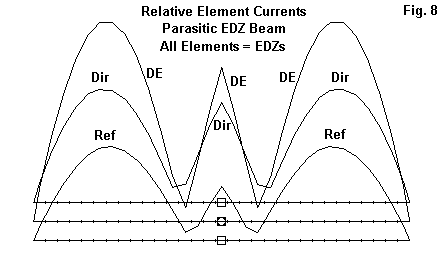 Relative Element Currents
Fig. 8
Parasitic EDZ Beam
All Elements = EDZs
Dir
DE
DE
DE
Dir
Dir
Ref
Ref